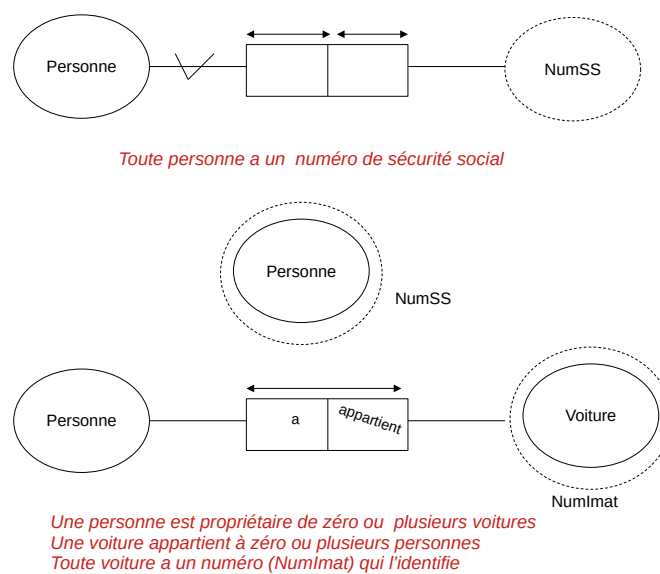 Personne
NumSS
Toute personne a un numéro de sécurité social
Personne
NumSS
Personne
a
appartient
Voiture
NumImat
Une personne est propriétaire de zéro ou plusieurs voitures
Une voiture appartient à zéro ou plusieurs personnes
Toute voiture a un numéro (NumImat) qui l'identifie